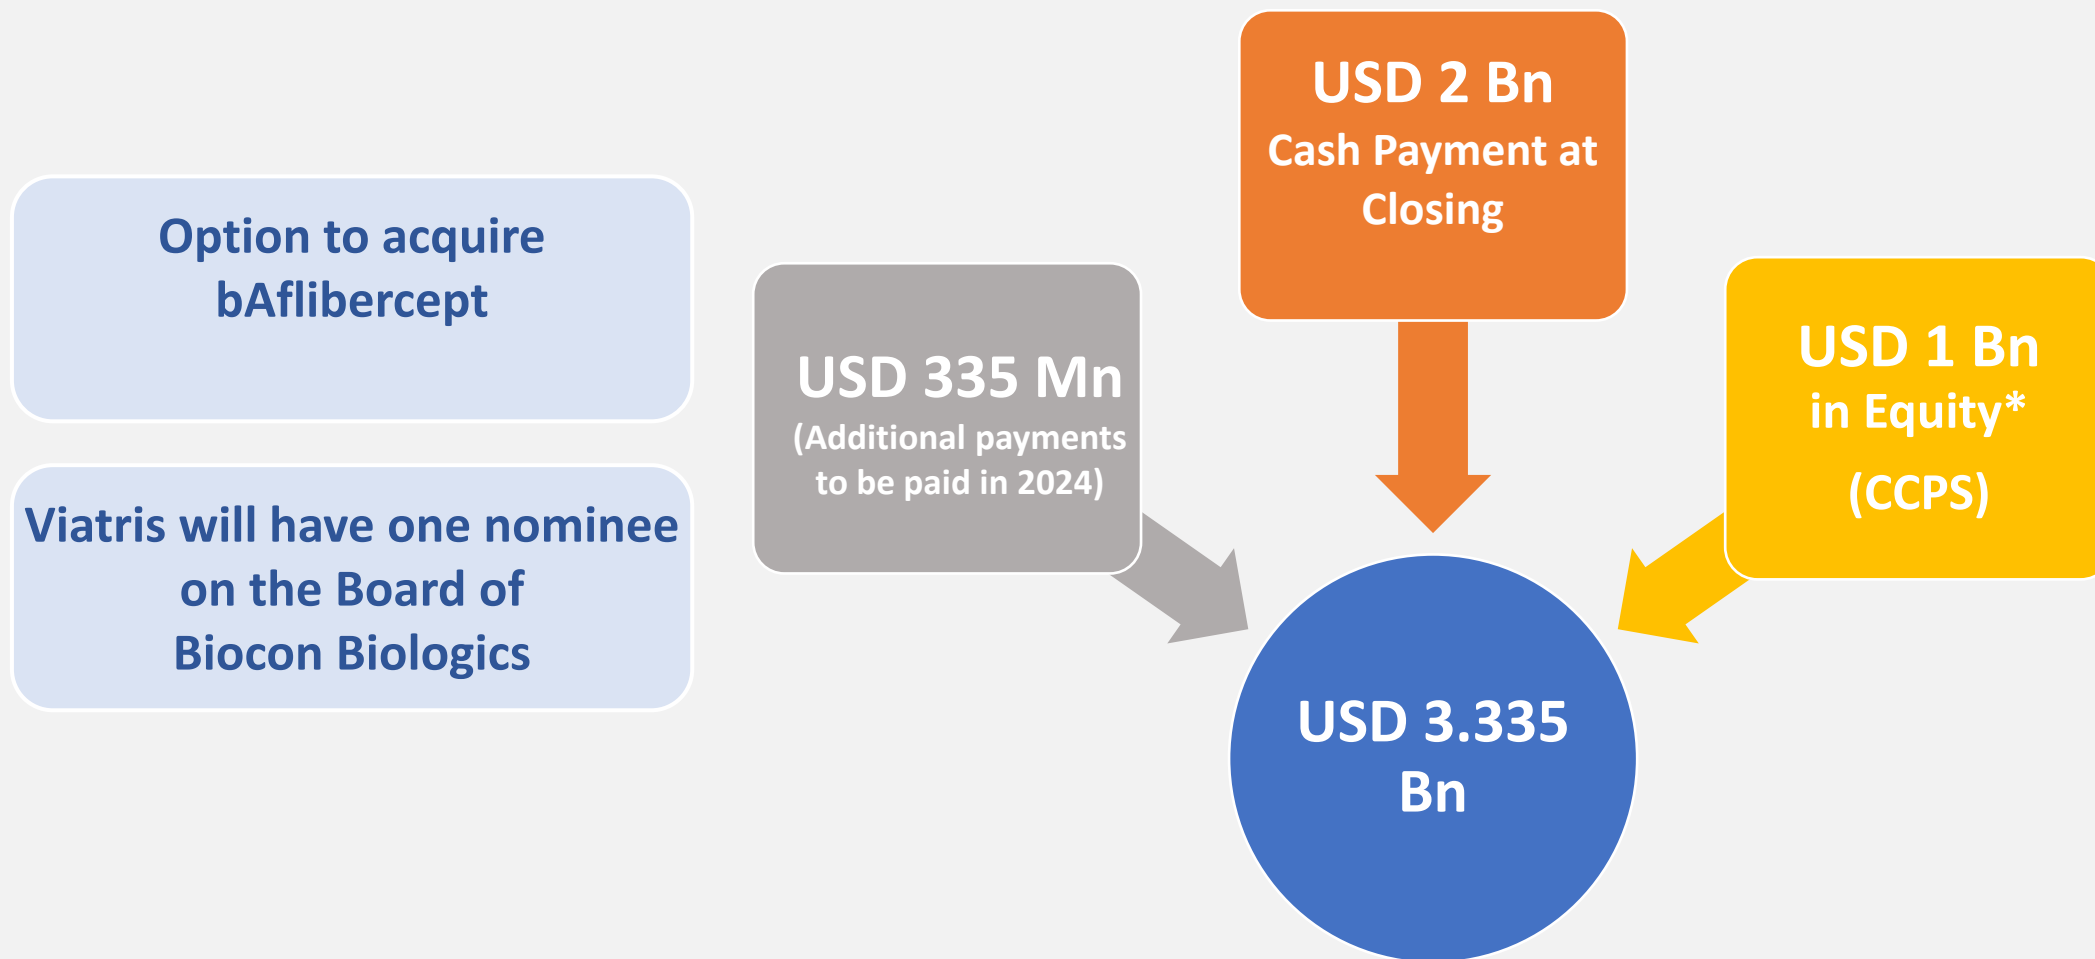 Option to acquire
bAflibercept
Viatris will have one nominee
on the Board of
Biocon Biologics
USD 335 Mn
(Additional payments
to be paid in 2024)
USD 2 Bn
Cash Payment at
Closing
USD 1 Bn
in Equity*
(CCPS)
USD 3.335
Bn